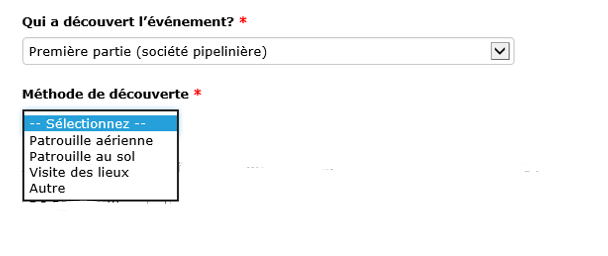 Qui a découvert l’événement? *
Première partie (société pipelinière)
Méthode de découverte *
-- Sélectionnez --
Patrouille aérienne
Patrouille au sol
Visite des lieux
Autre